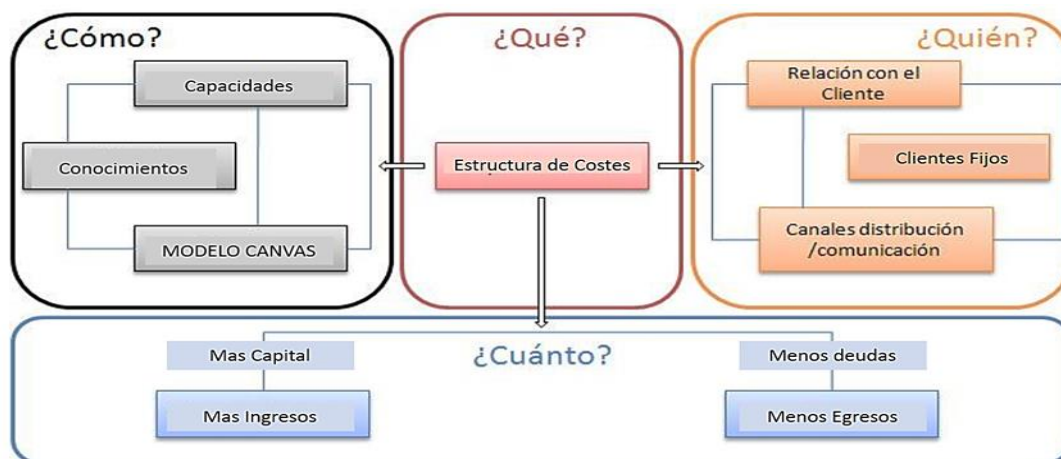 ¿Cómo?
Capacidades
Conocimientos
MODELO CANVAS
¿Qué?
Estructura de Costes
¿Quién?
Relación con el
Cliente
Clientes Fijos
Canales distribución
/comunicación
¿Cuánto?
Mas Capital
Mas Ingresos
Menos deudas
Menos Egresos